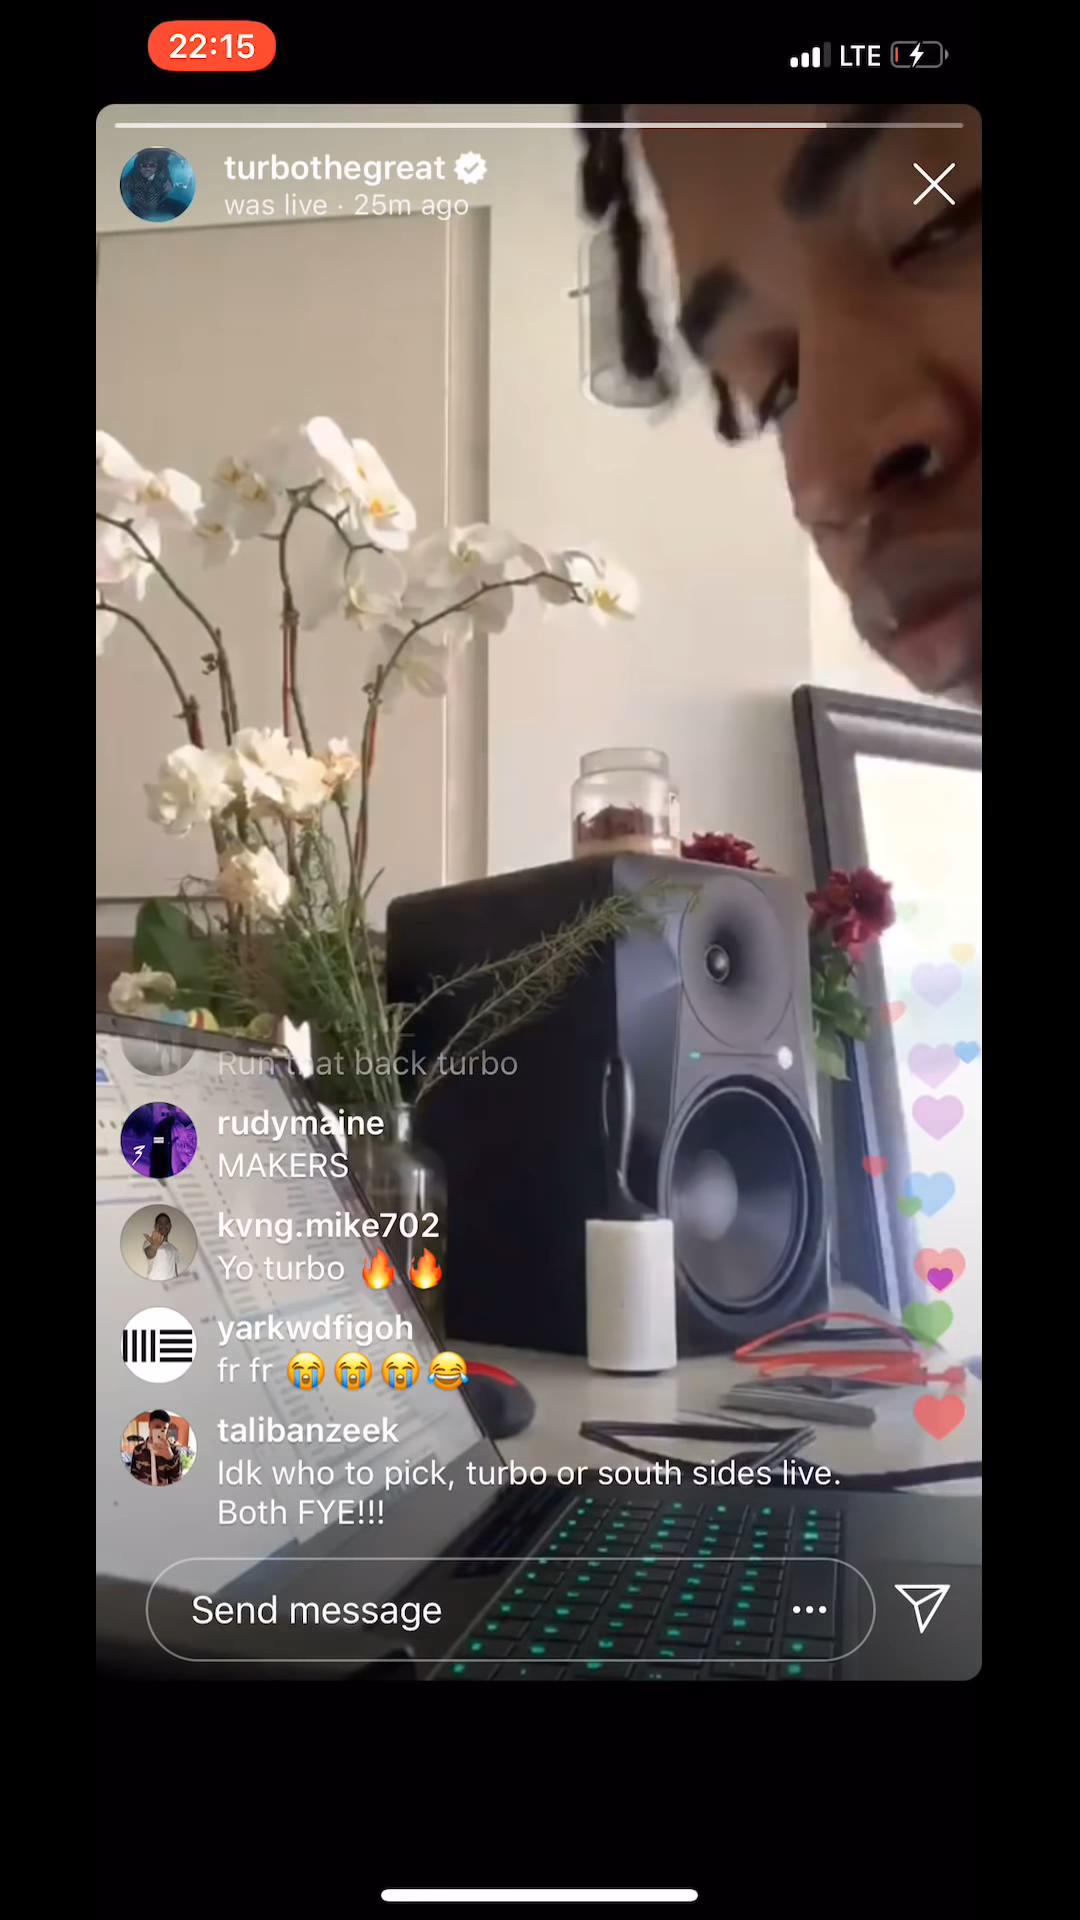 22:15
LTE
turbothegreat
was live · 25m ago
Run that back turbo
rudymaine
MAKERS
kvng.mike702
Yo turbo 🔥 🔥
yarkwdfigoh
fr fr 😭 😭 😭 😂
talibanzeek
Idk who to pick, turbo or south sides live.
Both FYE!!!
Send message